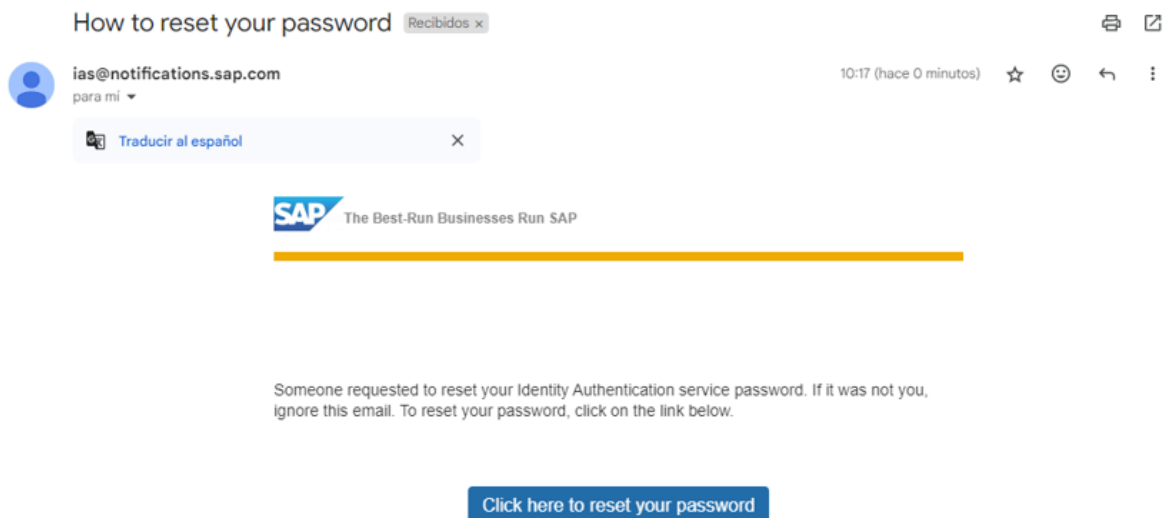 How to reset your password Recibidos ×
ias@notifications.sap.com 10:17 (hace 0 minutos)
para mí
Traducir al español
SAP The Best-Run Businesses Run SAP
Someone requested to reset your Identity Authentication service password. If it was not you,
ignore this email. To reset your password, click on the link below.
Click here to reset your password